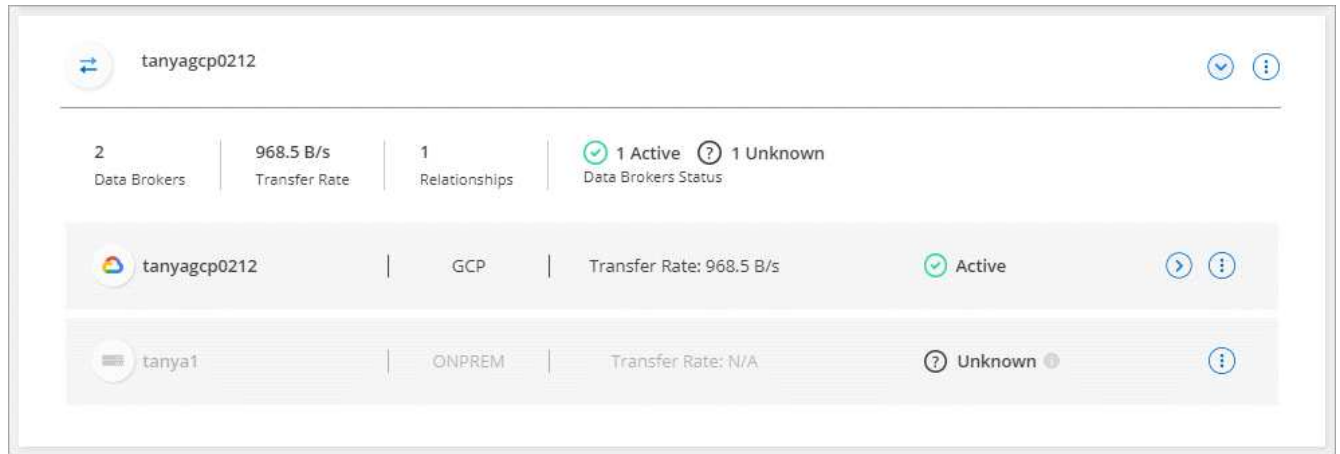 tanyagcp0212
2 968.5 B/s 1 1 Active ? 1 Unknown
Data Brokers Transfer Rate Relationships Data Brokers Status
tanyagcp0212 GCP Transfer Rate: 968.5 B/s Active
tanya1 ONPREM Transfer Rate: N/A ? Unknown